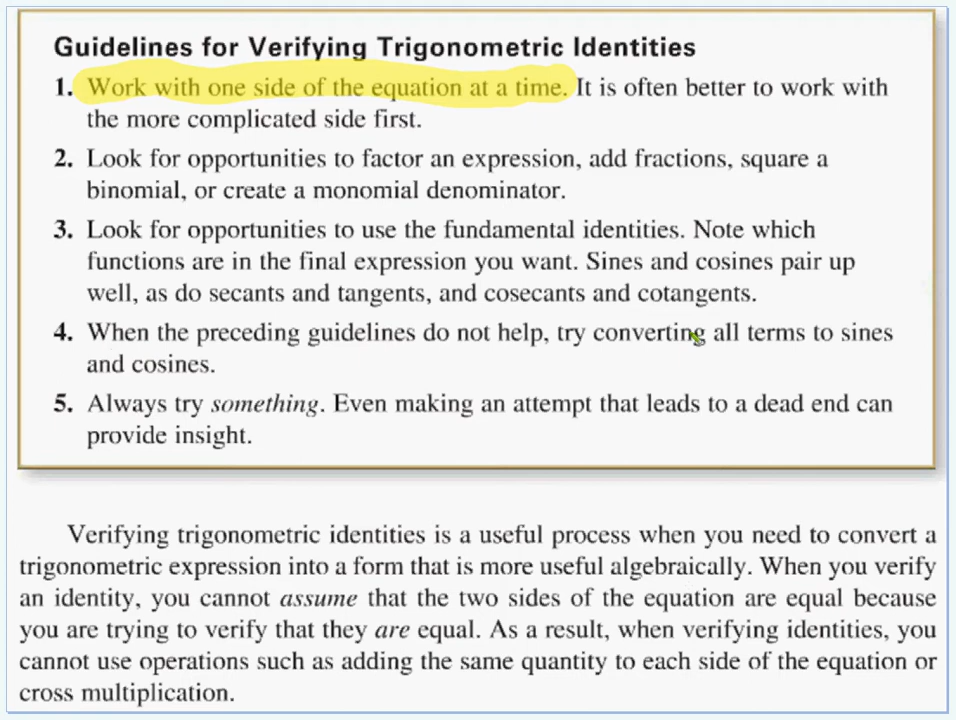 Guidelines for Verifying Trigonometric Identities
1. Work with one side of the equation at a time. It is often better to work with
the more complicated side first.
2. Look for opportunities to factor an expression, add fractions, square a
binomial, or create a monomial denominator.
3. Look for opportunities to use the fundamental identities. Note which
functions are in the final expression you want. Sines and cosines pair up
well, as do secants and tangents, and cosecants and cotangents.
4. When the preceding guidelines do not help, try converting all terms to sines
and cosines.
5. Always try something. Even making an attempt that leads to a dead end can
provide insight.
Verifying trigonometric identities is a useful process when you need to convert a
trigonometric expression into a form that is more useful algebraically. When you verify
an identity, you cannot assume that the two sides of the equation are equal because
you are trying to verify that they are equal. As a result, when verifying identities, you
cannot use operations such as adding the same quantity to each side of the equation or
cross multiplication.